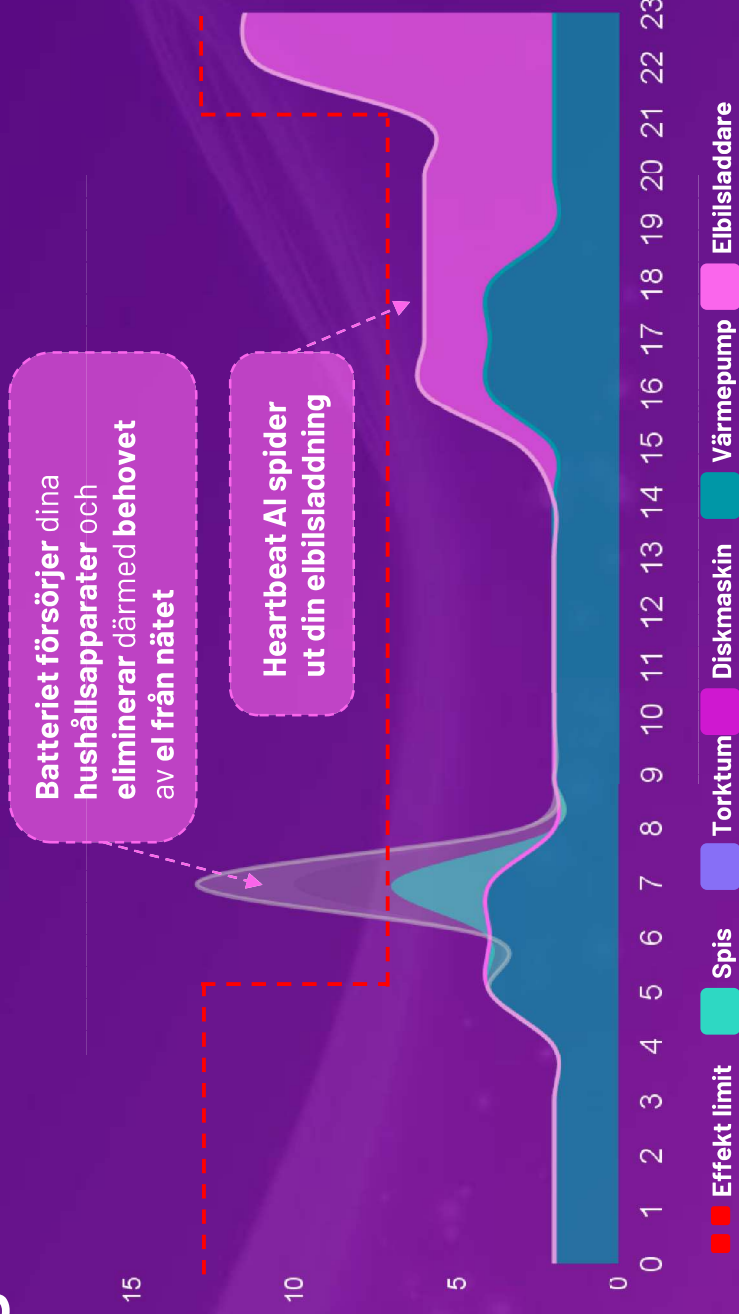 Batteriet försörjer dina
hushållsapparater och
eliminerar därmed behovet
av el från nätet
Heartbeat AI spider
ut din elbilsladdning
15
10
5
0
0 1 2 3 4 5 6 7 8 9 10 11 12 13 14 15 16 17 18 19 20 21 22 23
Effekt limit Spis Torktum Diskmaskin Värmepump Elbilsladdare